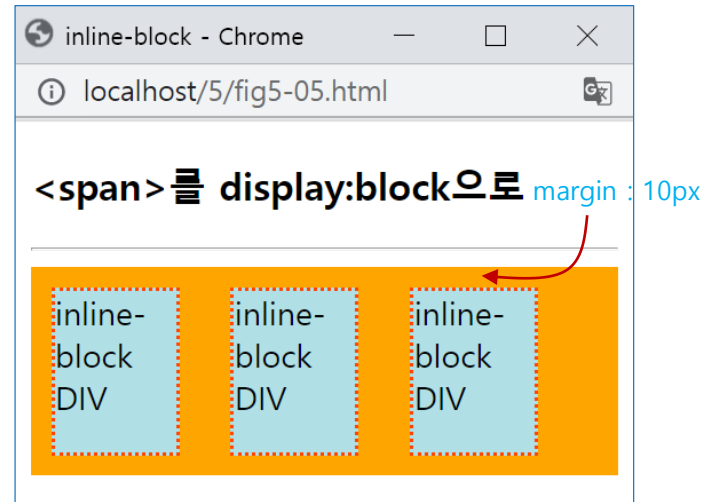 inline-block - Chrome
localhost/5/fig5-05.html
<span>를 display:block으로
margin : 10px
inline-
block
DIV
inline-
block
DIV
inline-
block
DIV